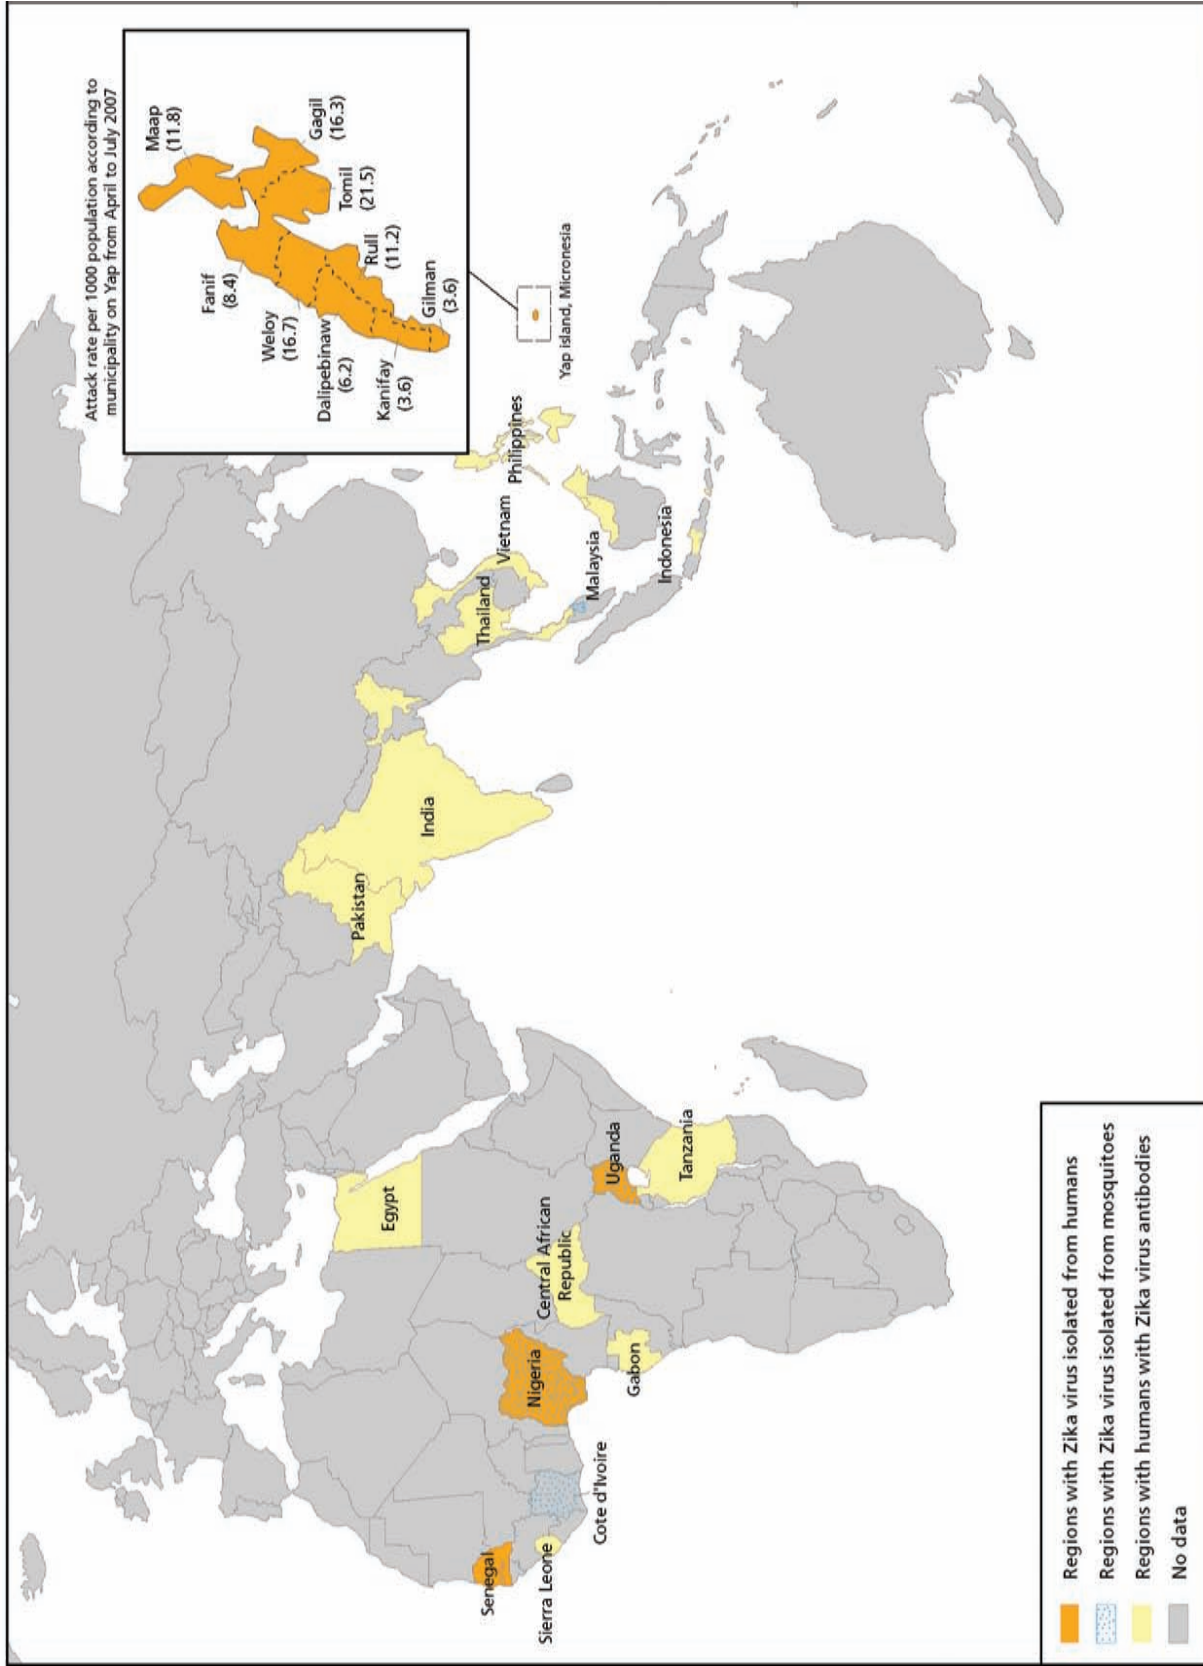 Attack rate per 1000 population according to
municipality on Yap from April to July 2007
Maap
(11.8)
Fanif
(8.4)
Gagil
(16.3)
Weloy
(16.7)
Tomil
(21.5)
Dalipebinaw
(6.2)
Rull
(11.2)
Kanifay
(3.6)
Gilman
(3.6)
Yap island, Micronesia
Philippines
Vietnam
Thailand
Malaysia
Indonesia
India
Pakistan
Egypt
Central African
Republic
Uganda
Tanzania
Nigeria
Gabon
Senegal
Sierra Leone
Cote d'Ivoire
Regions with Zika virus isolated from humans
Regions with Zika virus isolated from mosquitoes
Regions with humans with Zika virus antibodies
No data